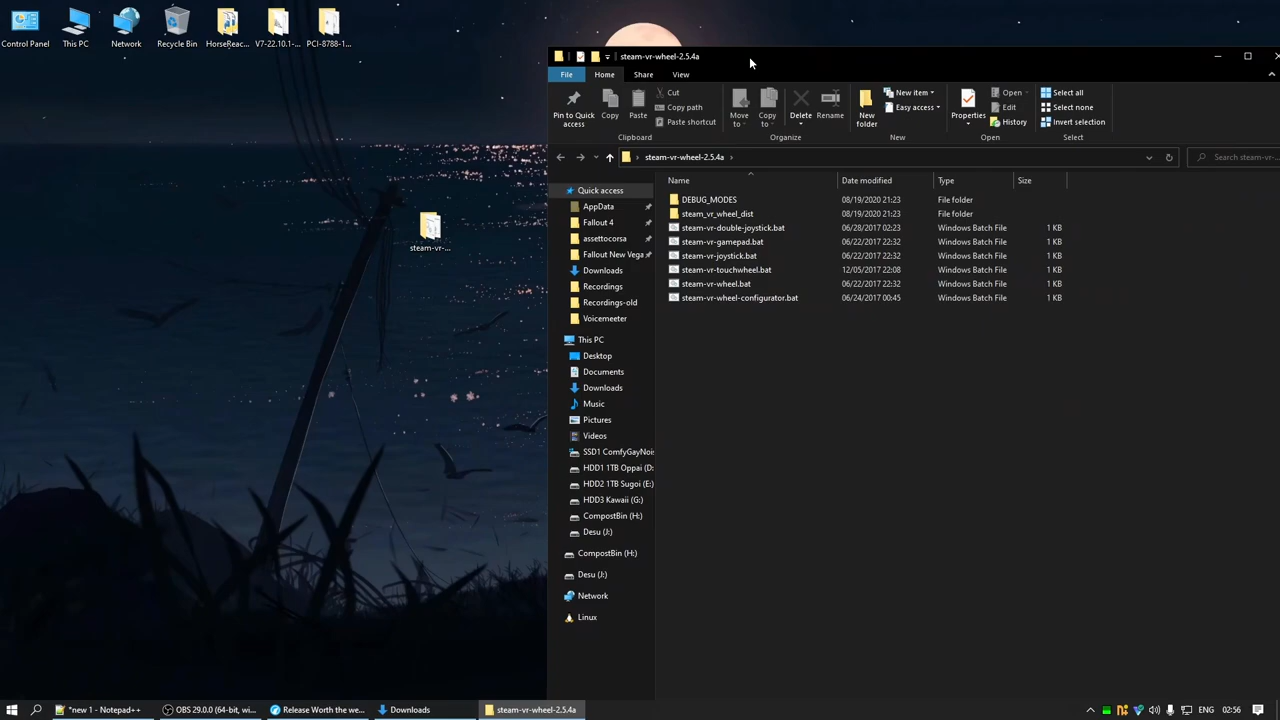 Control Panel
This PC
Network
Recycle Bin
HorseReac...
V7-22.10.1-...
PCI-8788-1...
steam-vr-...
steam-vr-wheel-2.5.4a
File
Home
Share
View
Pin to Quick access
Copy
Paste
Cut
Copy path
Paste shortcut
Clipboard
Move to
Copy to
Delete
Rename
Organize
New folder
New item
Easy access
New
Properties
Open
Edit
History
Open
Select all
Select none
Invert selection
Select
steam-vr-wheel-2.5.4a
Search steam-vr-...
Quick access
AppData
Fallout 4
assettocorsa
Fallout New Vega
Downloads
Recordings
Recordings-old
Voicemeeter
This PC
Desktop
Documents
Downloads
Music
Pictures
Videos
SSD1 ComfyGayNois
HDD1 1TB Oppai (D:
HDD2 1TB Sugoi (E:)
HDD3 Kawaii (G:)
CompostBin (H:)
Desu (J:)
CompostBin (H:)
Desu (J:)
Network
Linux
Name Date modified Type Size
DEBUG_MODES 08/19/2020 21:23 File folder
steam_vr_wheel_dist 08/19/2020 21:23 File folder
steam-vr-double-joystick.bat 06/28/2017 02:23 Windows Batch File 1 KB
steam-vr-gamepad.bat 06/22/2017 22:32 Windows Batch File 1 KB
steam-vr-joystick.bat 06/22/2017 22:32 Windows Batch File 1 KB
steam-vr-touchwheel.bat 12/05/2017 22:08 Windows Batch File 1 KB
steam-vr-wheel.bat 06/22/2017 22:32 Windows Batch File 1 KB
steam-vr-wheel-configurator.bat 06/24/2017 00:45 Windows Batch File 1 KB
*new 1 - Notepad++
OBS 29.0.0 (64-bit, wi...
Release Worth the we...
Downloads
steam-vr-wheel-2.5.4a
ENG
02:56